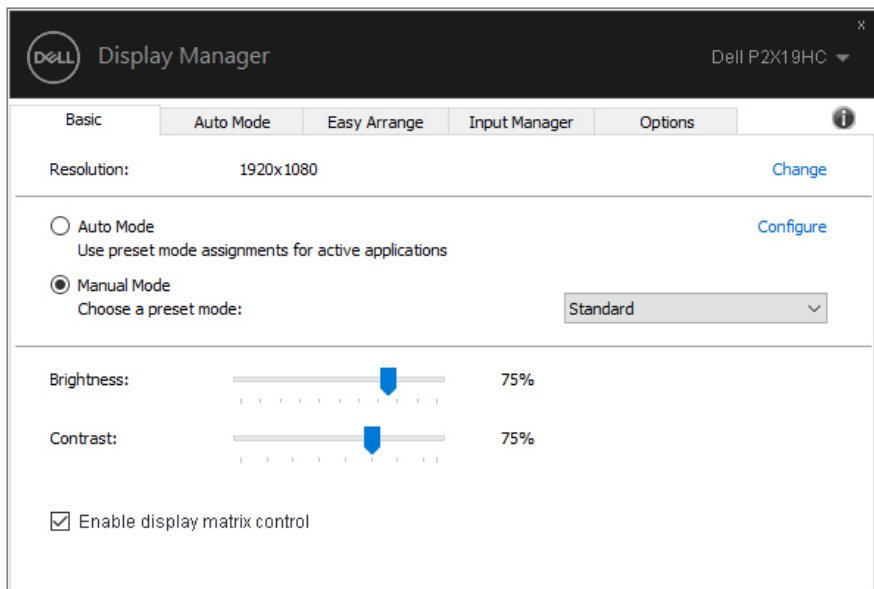 x
DELL Display Manager Dell P2X19HC
Basic Auto Mode Easy Arrange Input Manager Options
Resolution: 1920x1080 Change
Auto Mode Configure
Use preset mode assignments for active applications
Manual Mode
Choose a preset mode: Standard
Brightness: 75%
Contrast: 75%
Enable display matrix control